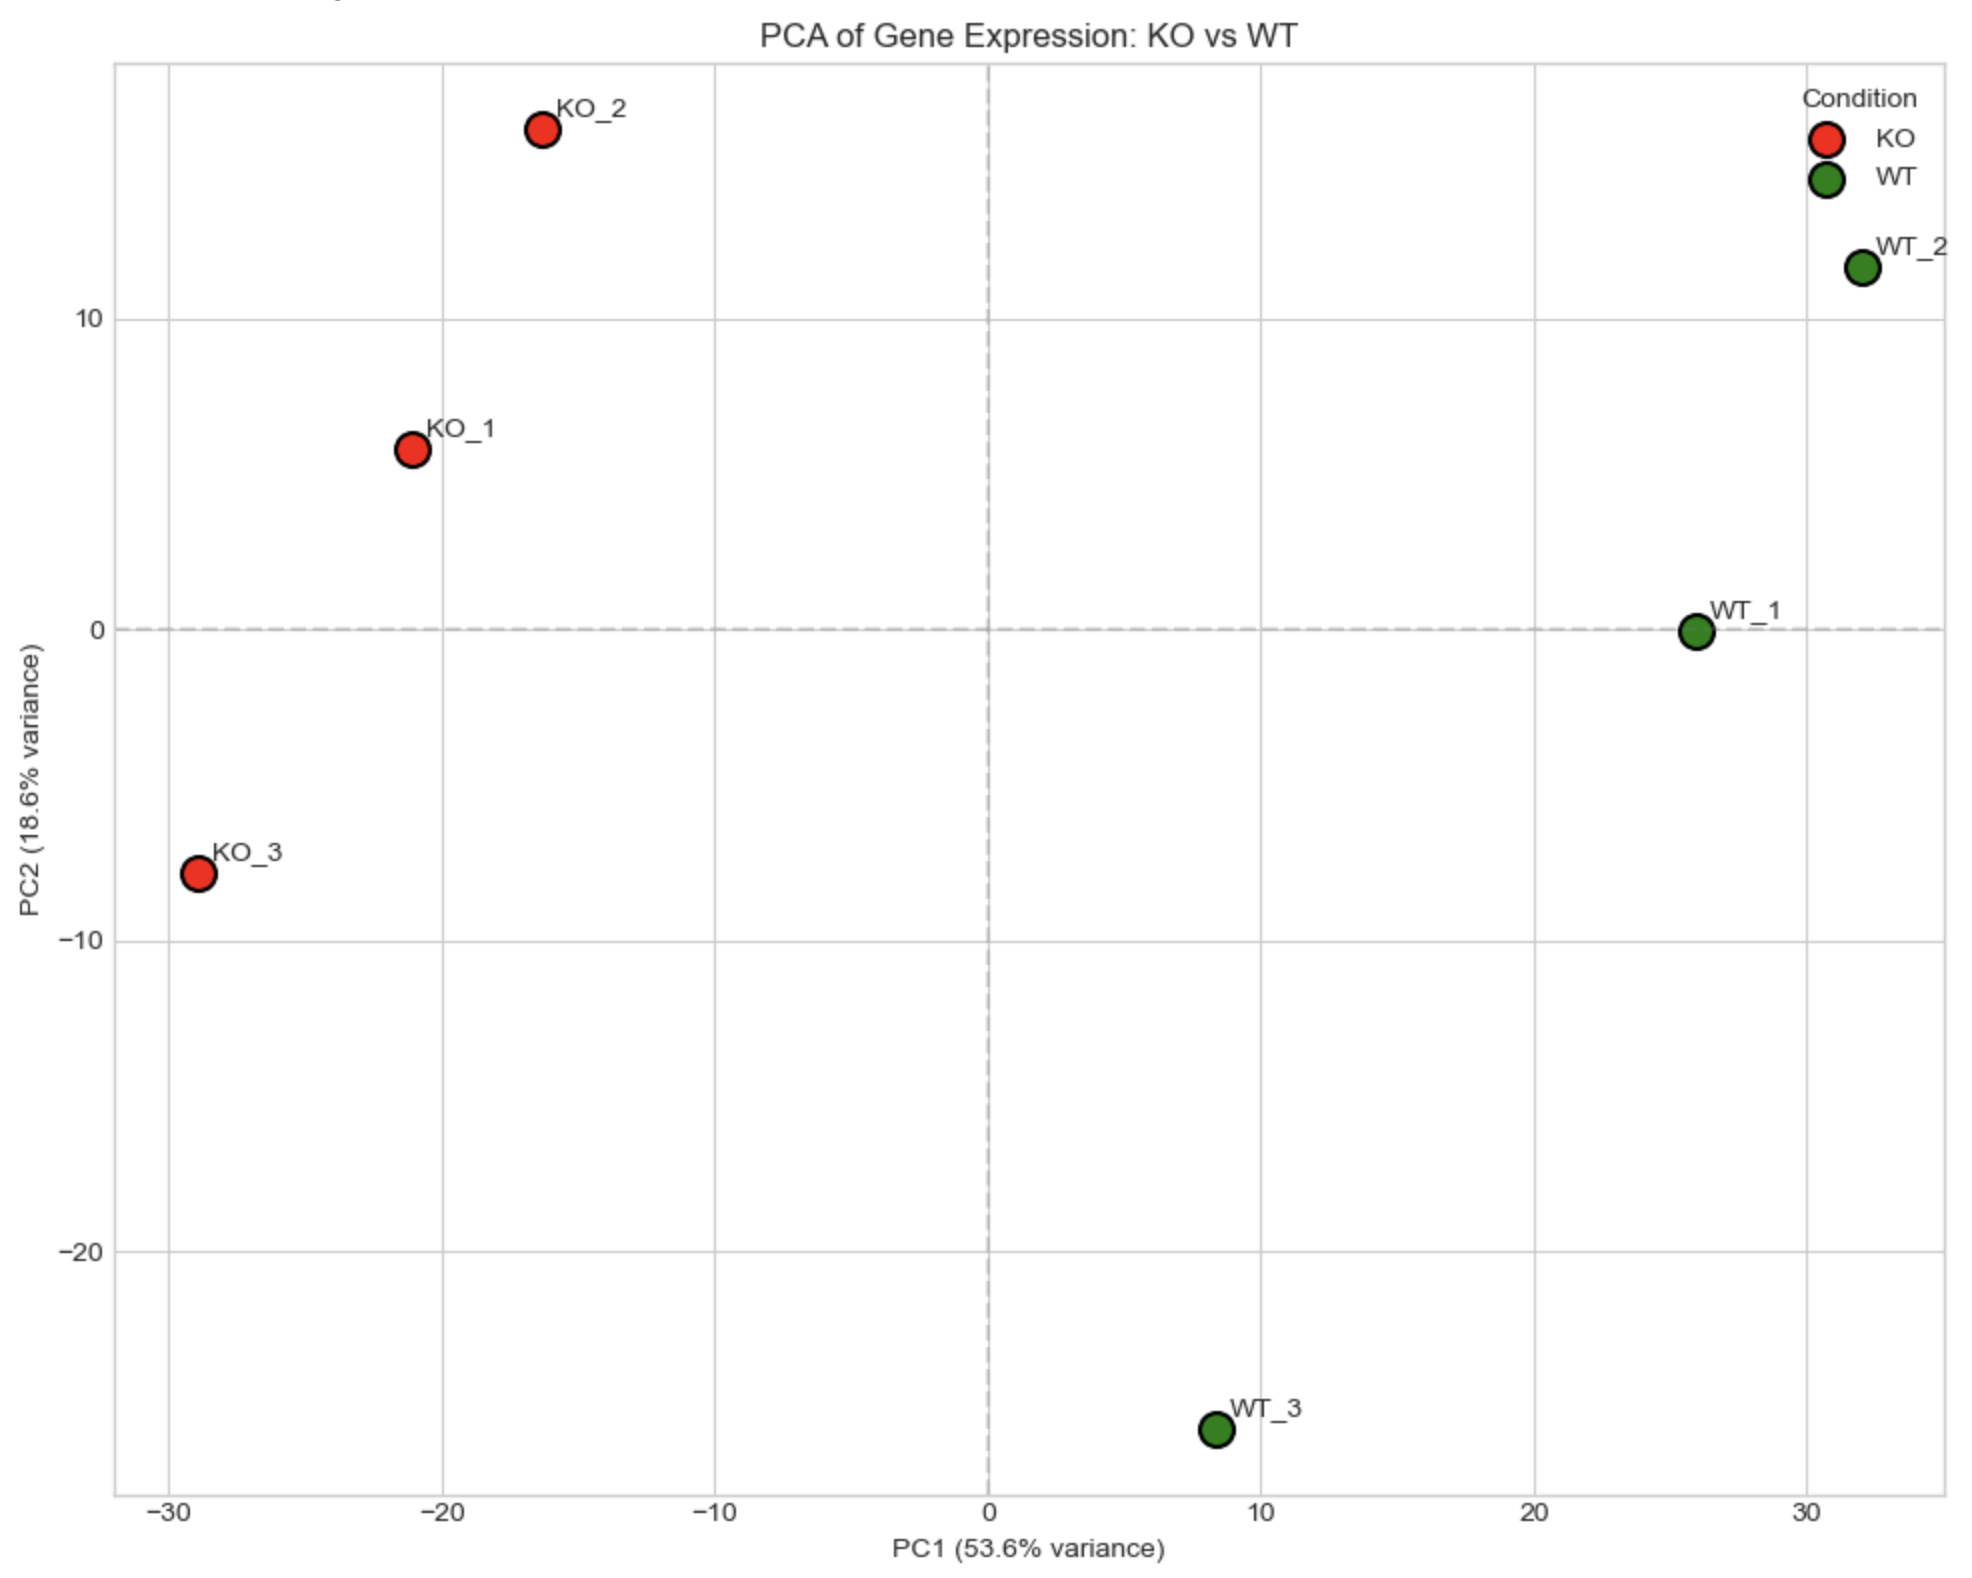 PCA of Gene Expression: KO vs WT
Condition
KO
WT
KO_2
WT_2
KO_1
WT_1
KO_3
WT_3
10
0
−10
−20
PC2 (18.6% variance)
−30
−20
−10
0
10
20
30
PC1 (53.6% variance)